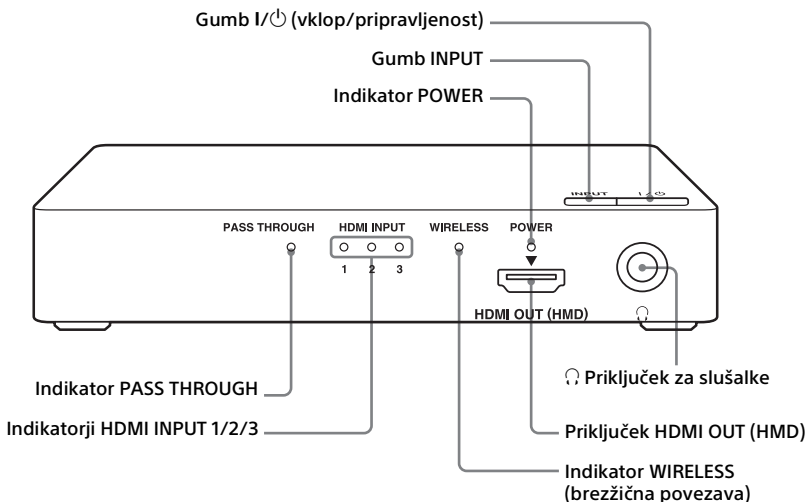 Gumb I/⏻ (vklop/pripravljenost)
Gumb INPUT
Indikator POWER
INPUT I/⏻
PASS THROUGH HDMI INPUT WIRELESS POWER
1 2 3
HDMI OUT (HMD)
Indikator PASS THROUGH
🎧 Priključek za slušalke
Indikatorji HDMI INPUT 1/2/3
Priključek HDMI OUT (HMD)
Indikator WIRELESS
(brezžična povezava)